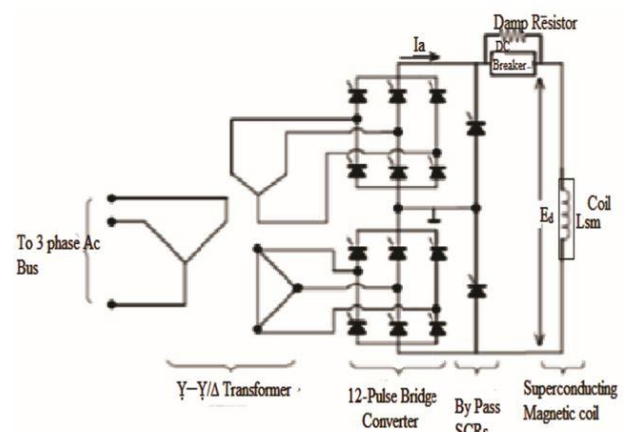 Damp Resistor
Ia
DC
Breaker
To 3 phase Ac
Bus
Ed
Coil
Lsm
Y-Y/Δ Transformer
12-Pulse Bridge
Converter
By Pass
SCRs
Superconducting
Magnetic coil